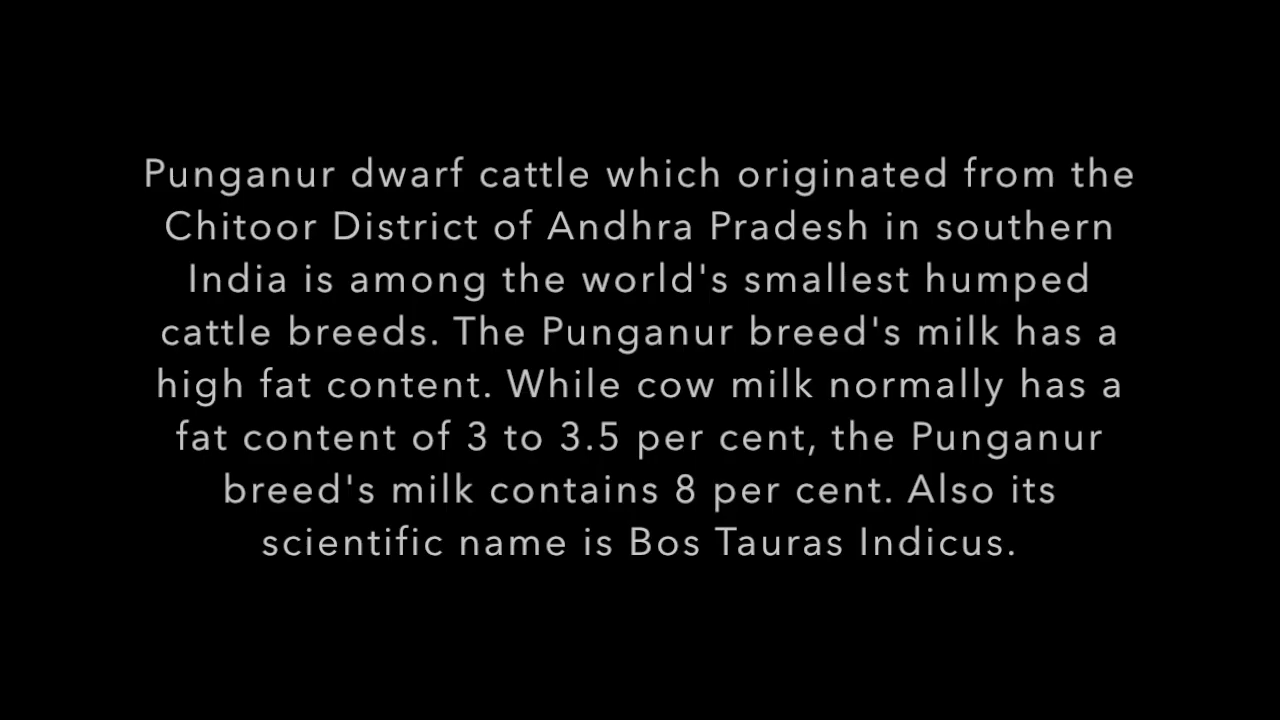 Punganur dwarf cattle which originated from the
Chitoor District of Andhra Pradesh in southern
India is among the world's smallest humped
cattle breeds. The Punganur breed's milk has a
high fat content. While cow milk normally has a
fat content of 3 to 3.5 per cent, the Punganur
breed's milk contains 8 per cent. Also its
scientific name is Bos Tauras Indicus.